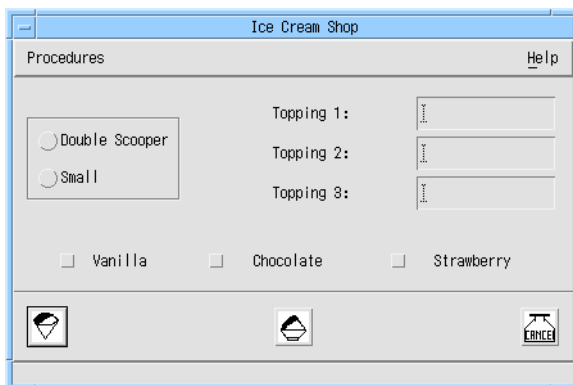 Ice Cream Shop
Procedures Help
Topping 1:
Double Scooper
Topping 2:
Small
Topping 3:
Vanilla Chocolate Strawberry
CANCEL